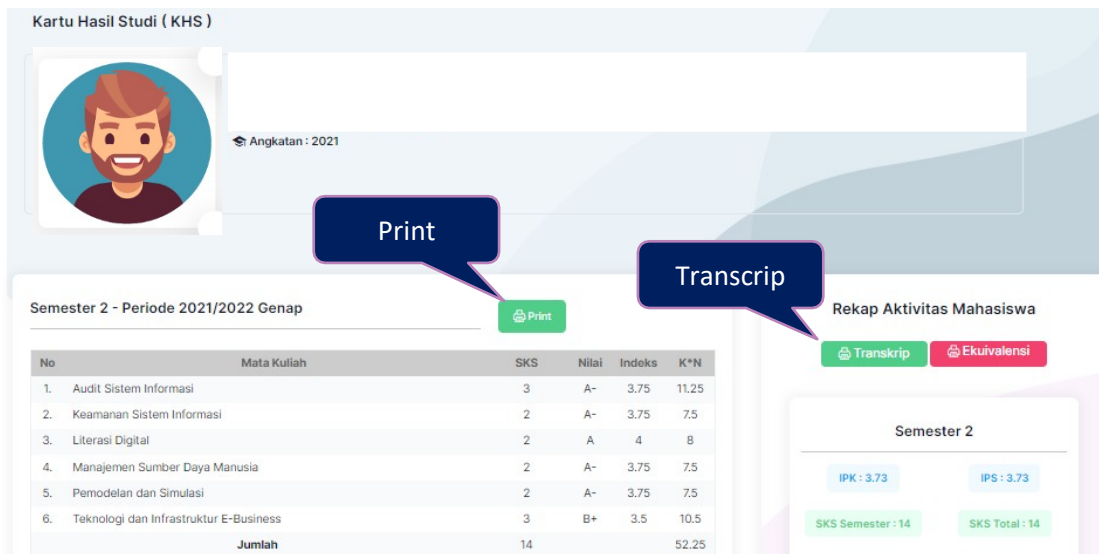 Kartu Hasil Studi ( KHS )
Angkatan : 2021
Print
Transcrip
Semester 2 - Periode 2021/2022 Genap
Print
No Mata Kuliah SKS Nilai Indeks K*N
1. Audit Sistem Informasi 3 A- 3.75 11.25
2. Keamanan Sistem Informasi 2 A- 3.75 7.5
3. Literasi Digital 2 A 4 8
4. Manajemen Sumber Daya Manusia 2 A- 3.75 7.5
5. Pemodelan dan Simulasi 2 A- 3.75 7.5
6. Teknologi dan Infrastruktur E-Business 3 B+ 3.5 10.5
Jumlah 14 52.25
Rekap Aktivitas Mahasiswa
Transkrip Ekuivalensi
Semester 2
IPK : 3.73 IPS : 3.73
SKS Semester : 14 SKS Total : 14